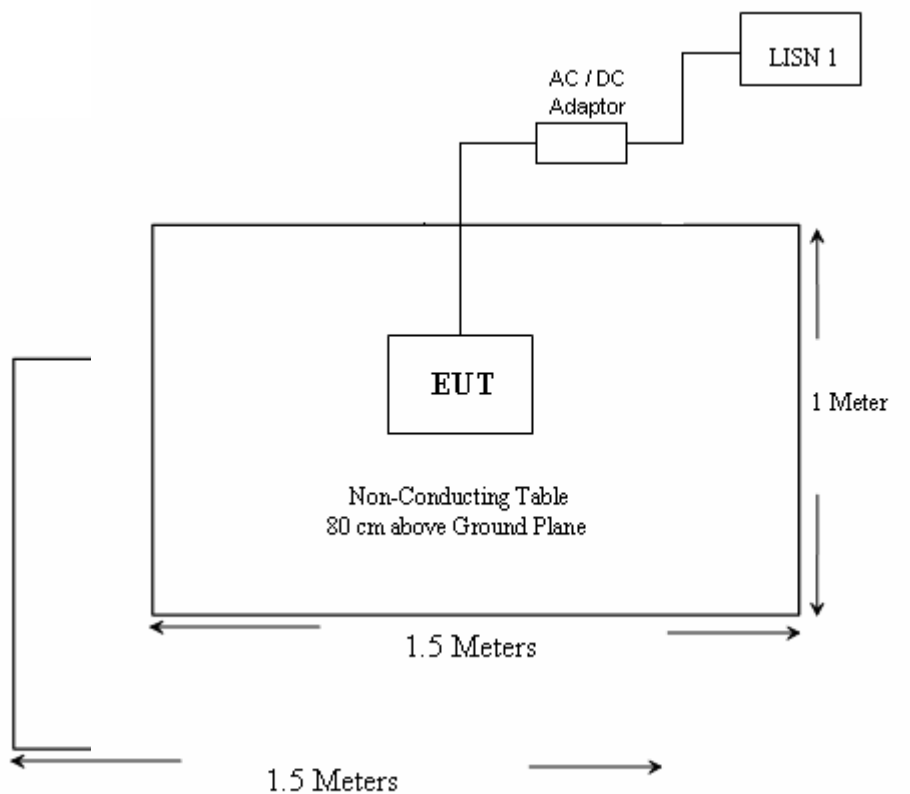 LISN 1
AC / DC
Adaptor
EUT
1 Meter
Non-Conducting Table
80 cm above Ground Plane
1.5 Meters
1.5 Meters